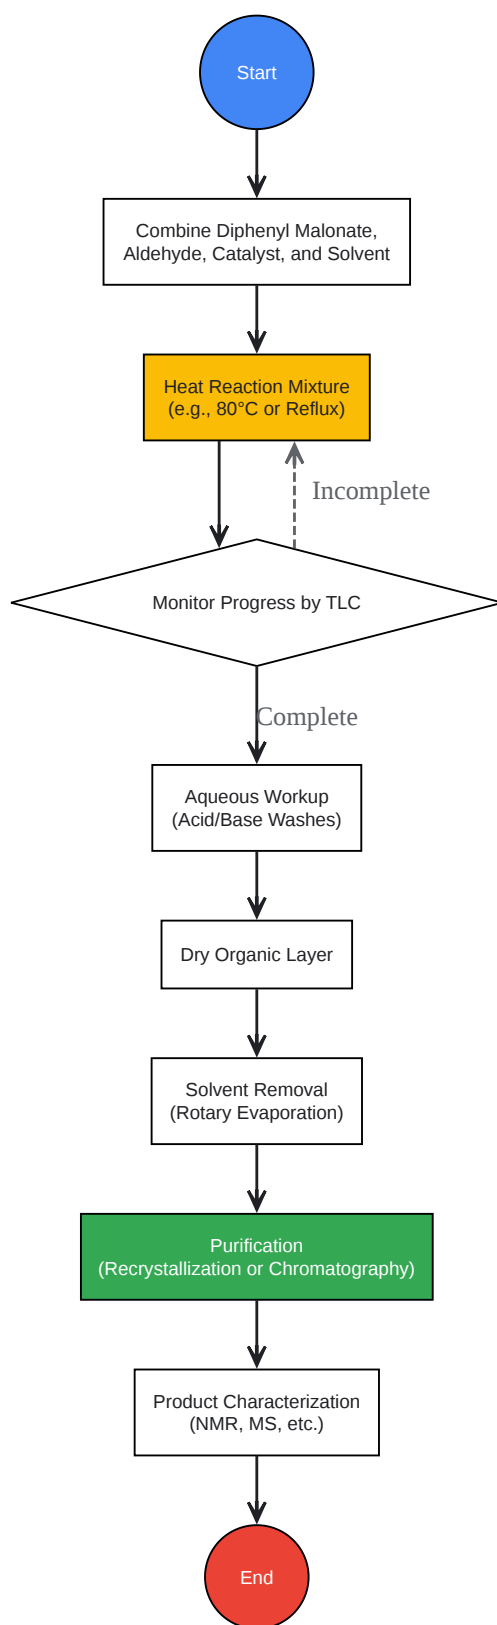 Start
Combine Diphenyl Malonate,
Aldehyde, Catalyst, and Solvent
Heat Reaction Mixture
(e.g., 80°C or Reflux)
Incomplete
Monitor Progress by TLC
Complete
Aqueous Workup
(Acid/Base Washes)
Dry Organic Layer
Solvent Removal
(Rotary Evaporation)
Purification
(Recrystallization or Chromatography)
Product Characterization
(NMR, MS, etc.)
End